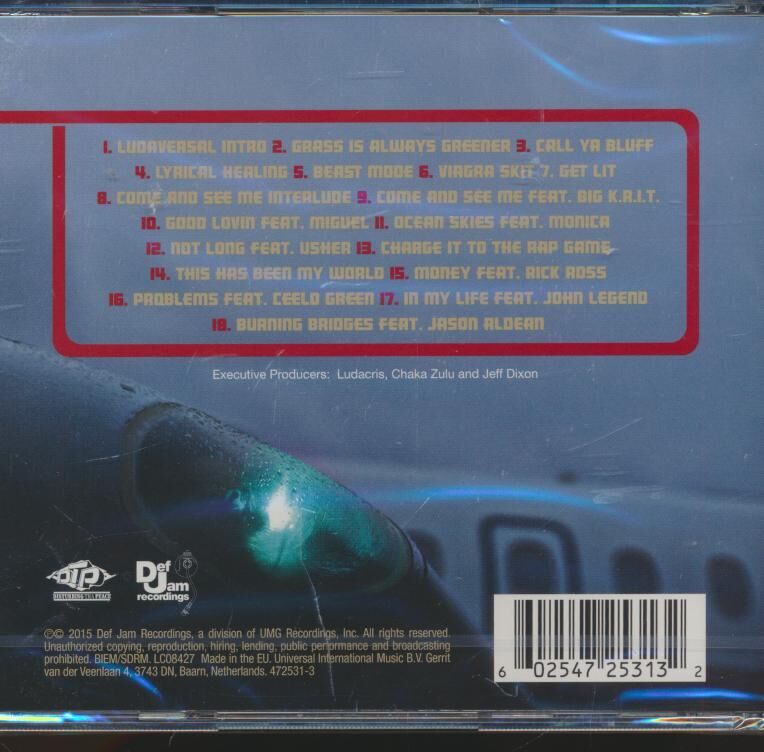 1. LUDAVERSAL INTRO 2. GRASS IS ALWAYS GREENER 3. CALL YA BLUFF
4. LYRICAL HEALING 5. BEAST MODE 6. VIAGRA SKIT 7. GET LIT
8. COME AND SEE ME INTERLUDE 9. COME AND SEE ME FEAT. BIG K.R.I.T.
10. GOOD LOVIN FEAT. MIGUEL 11. OCEAN SKIES FEAT. MONICA
12. NOT LONG FEAT. USHER 13. CHARGE IT TO THE RAP GAME
14. THIS HAS BEEN MY WORLD 15. MONEY FEAT. RICK ROSS
16. PROBLEMS FEAT. CEELO GREEN 17. IN MY LIFE FEAT. JOHN LEGEND
18. BURNING BRIDGES FEAT. JASON ALDEAN
Executive Producers: Ludacris, Chaka Zulu and Jeff Dixon
DTP
DISTURBING THA PEACE
Def
Jam
recordings
℗© 2015 Def Jam Recordings, a division of UMG Recordings, Inc. All rights reserved.
Unauthorized copying, reproduction, hiring, lending, public performance and broadcasting
prohibited. BIEM/SDRM. LC08427 Made in the EU. Universal International Music B.V. Gerrit
van der Veenlaan 4, 3743 DN, Baarn, Netherlands. 472531-3
6 02547 25313 2